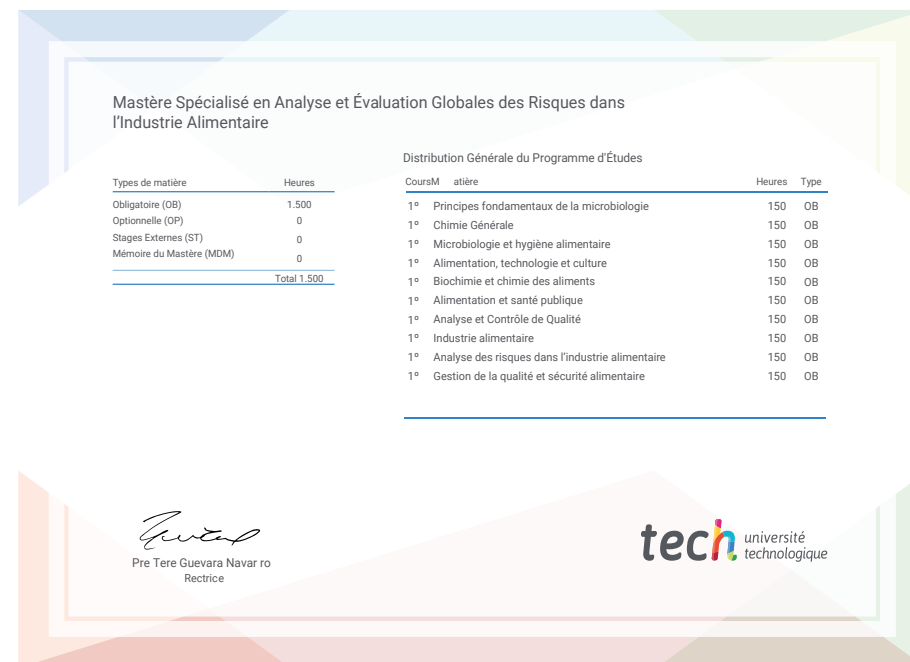 Mastère Spécialisé en Analyse et Évaluation Globales des Risques dans
l'Industrie Alimentaire
Distribution Générale du Programme d'Études
Types de matière Heures
Obligatoire (OB) 1.500
Optionnelle (OP) 0
Stages Externes (ST) 0
Mémoire du Mastère (MDM) 0
Total 1.500
CoursM atière Heures Type
1º Principes fondamentaux de la microbiologie 150 OB
1º Chimie Générale 150 OB
1º Microbiologie et hygiène alimentaire 150 OB
1º Alimentation, technologie et culture 150 OB
1º Biochimie et chimie des aliments 150 OB
1º Alimentation et santé publique 150 OB
1º Analyse et Contrôle de Qualité 150 OB
1º Industrie alimentaire 150 OB
1º Analyse des risques dans l'industrie alimentaire 150 OB
1º Gestion de la qualité et sécurité alimentaire 150 OB
Pre Tere Guevara Navar ro
Rectrice
tech université
technologique